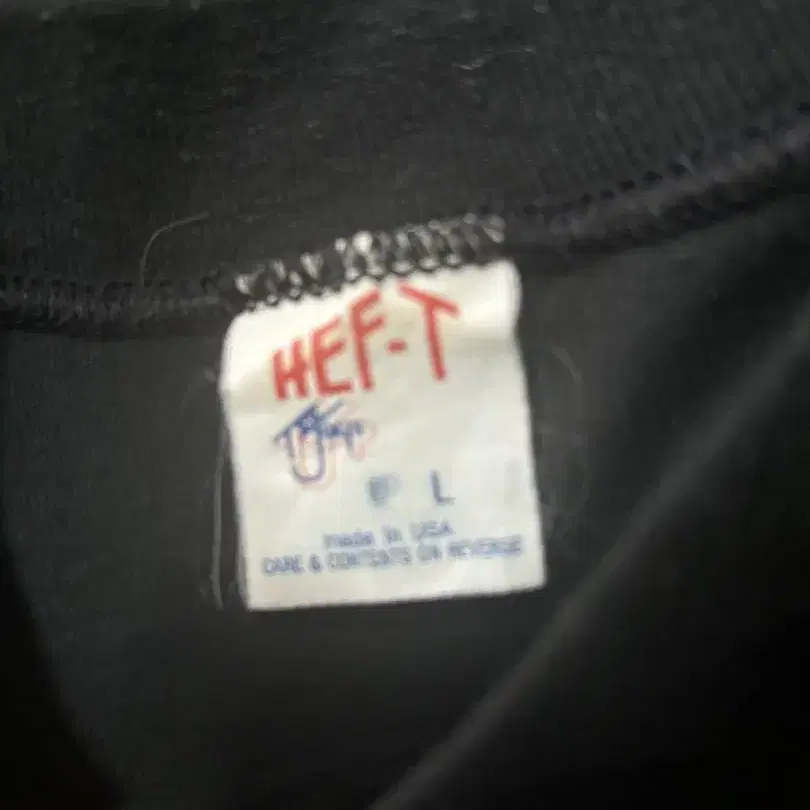 HEF-T
L
made in USA
CARE & CONTENTS ON REVERSE